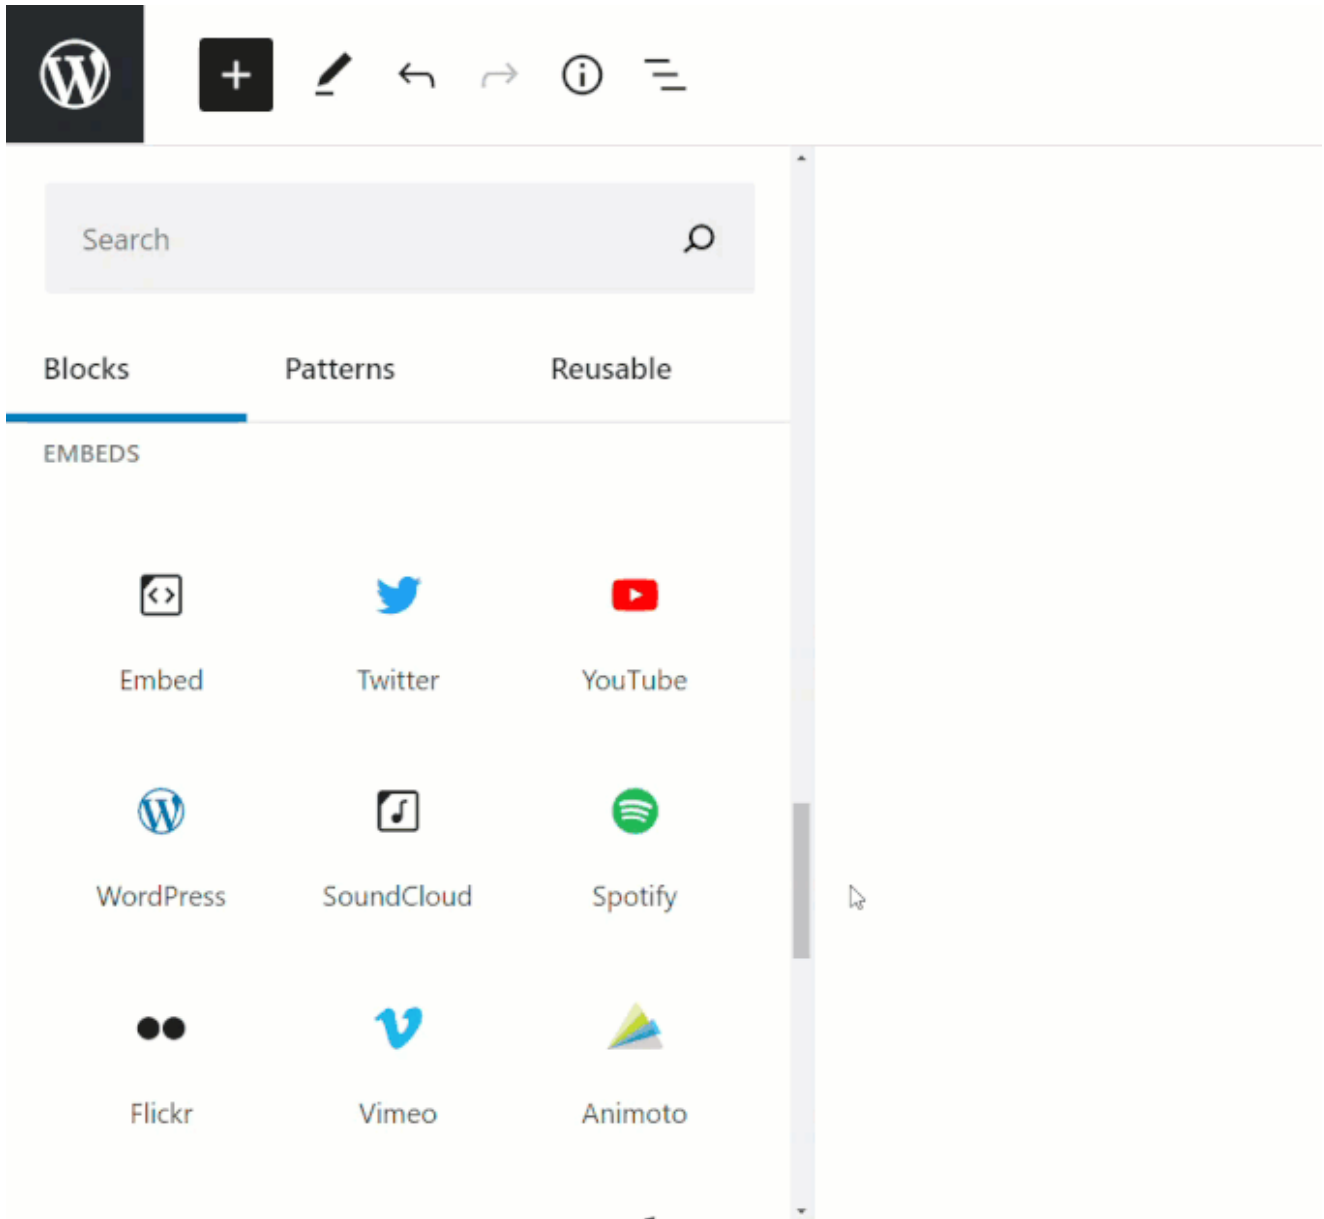 Search
Blocks Patterns Reusable
EMBEDS
Embed Twitter YouTube
WordPress SoundCloud Spotify
Flickr Vimeo Animoto